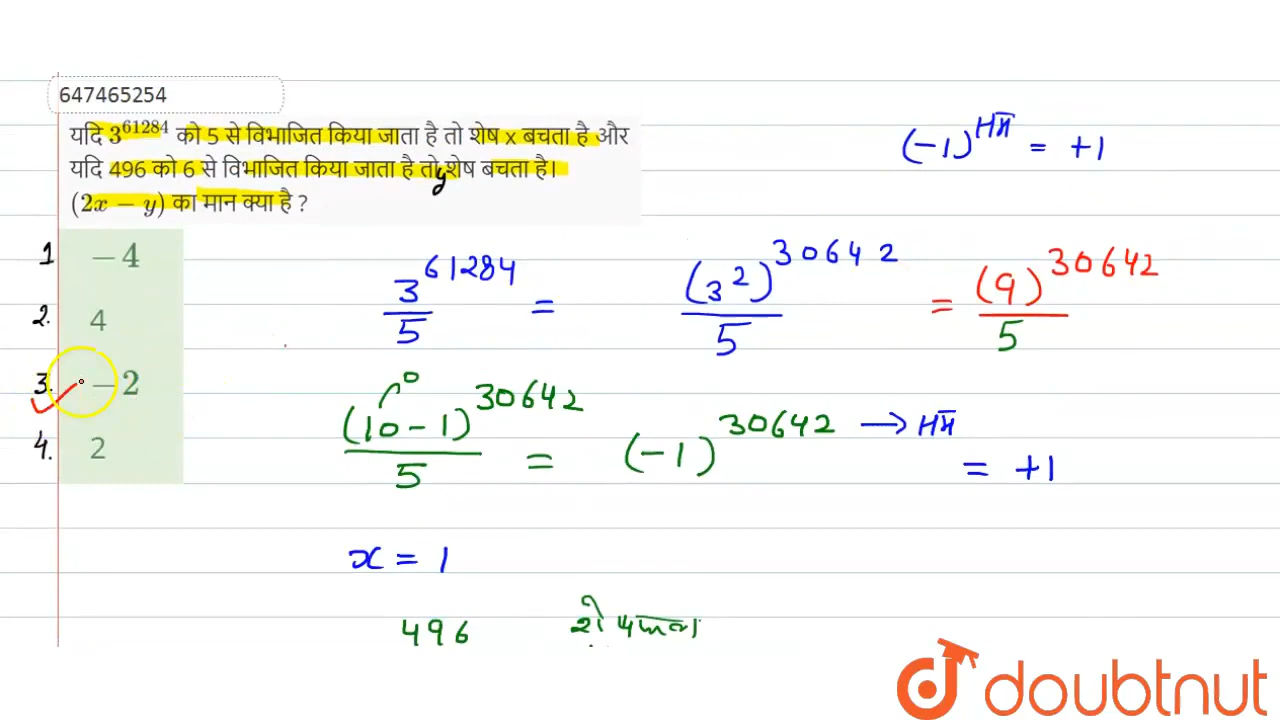 647465254
यदि 3^61284 को 5 से विभाजित किया जाता है तो शेष x बचता है और
यदि 496 को 6 से विभाजित किया जाता है तो शेष बचता है।
y
(2x − y) का मान क्या है ?
(-1)^सम = +1
1 −4
2. 4
3. −2
4. 2
3^61284 / 5 = (3^2)^30642 / 5 = (9)^30642 / 5
0
(10-1)^30642 / 5 = (-1)^30642 → सम
= +1
x = 1
496
doubtnut